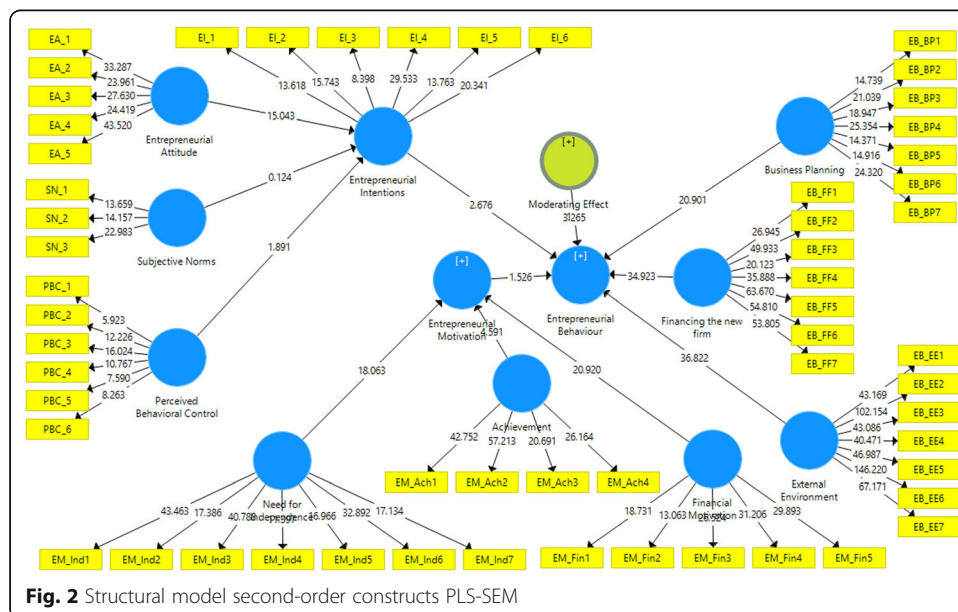 EA_1
EA_2
EA_3
EA_4
EA_5
33.287
23.961
27.630
24.419
43.520
Entrepreneurial
Attitude
15.043
EI_1
EI_2
EI_3
EI_4
EI_5
EI_6
13.618
15.743
8.398
29.533
13.763
20.341
Entrepreneurial
Intentions
SN_1
SN_2
SN_3
13.659
14.157
22.983
Subjective Norms
0.124
PBC_1
PBC_2
PBC_3
PBC_4
PBC_5
PBC_6
5.923
12.226
16.024
10.767
7.590
8.263
Perceived
Behavioral Control
1.891
2.676
[+]
Moderating Effect
3.265
[+]
Entrepreneurial
Motivation
1.526
[+]
Entrepreneurial
Behaviour
EB_BP1
EB_BP2
EB_BP3
EB_BP4
EB_BP5
EB_BP6
EB_BP7
14.739
21.039
18.947
25.354
14.371
14.916
24.320
Business Planning
20.901
EB_FF1
EB_FF2
EB_FF3
EB_FF4
EB_FF5
EB_FF6
EB_FF7
26.945
49.933
20.123
35.888
63.670
54.810
53.805
Financing the new
firm
34.923
EB_EE1
EB_EE2
EB_EE3
EB_EE4
EB_EE5
EB_EE6
EB_EE7
43.169
102.154
43.086
40.471
46.987
146.220
67.171
External
Environment
36.822
18.063
4.591
20.920
Need for
Independence
43.463
17.386
40.788
16.966
32.892
17.134
EM_Ind1
EM_Ind2
EM_Ind3
EM_Ind4
EM_Ind5
EM_Ind6
EM_Ind7
Achievement
42.752
57.213
20.691
26.164
EM_Ach1
EM_Ach2
EM_Ach3
EM_Ach4
Financial
Motivation
18.731
13.063
31.206
29.893
EM_Fin1
EM_Fin2
EM_Fin3
EM_Fin4
EM_Fin5
Fig. 2 Structural model second-order constructs PLS-SEM